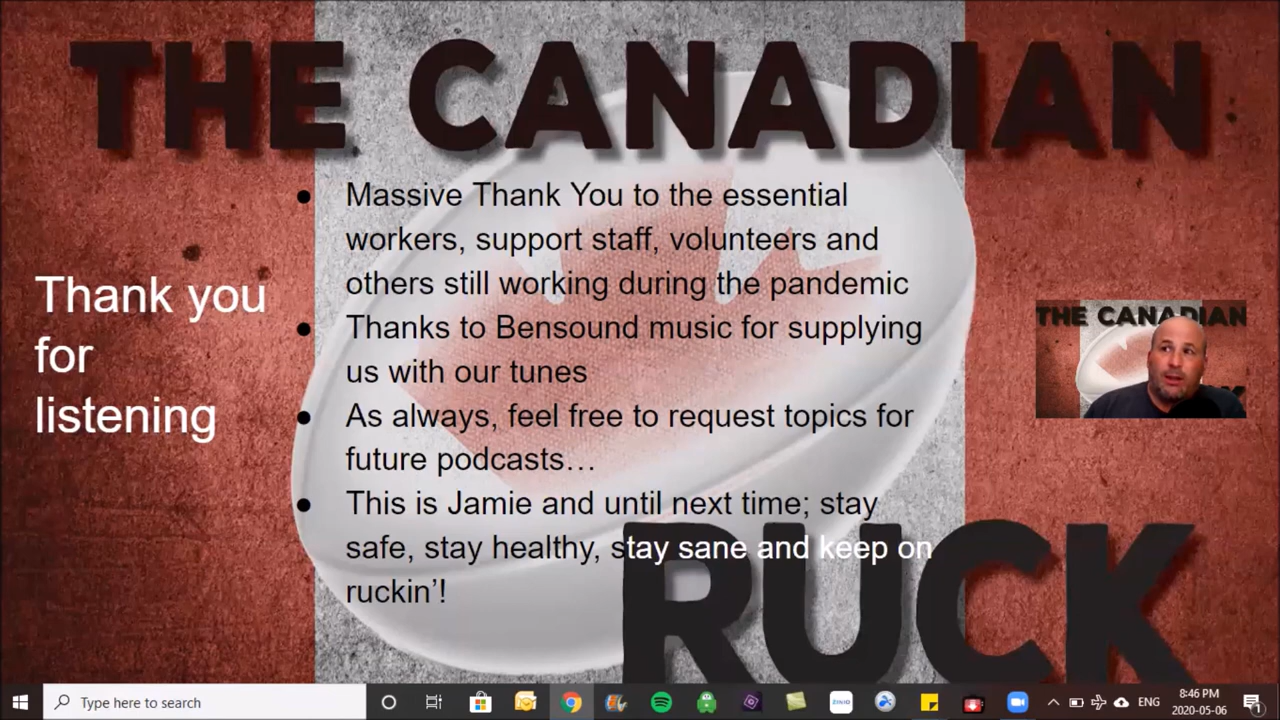 THE CANADIAN
Thank you
for
listening
● Massive Thank You to the essential
workers, support staff, volunteers and
others still working during the pandemic
● Thanks to Bensound music for supplying
us with our tunes
● As always, feel free to request topics for
future podcasts…
● This is Jamie and until next time; stay
safe, stay healthy, stay sane and keep on
ruckin’!
RUCK
THE CANADIAN
Type here to search
ZINIO
ENG
8:46 PM
2020-05-06
1